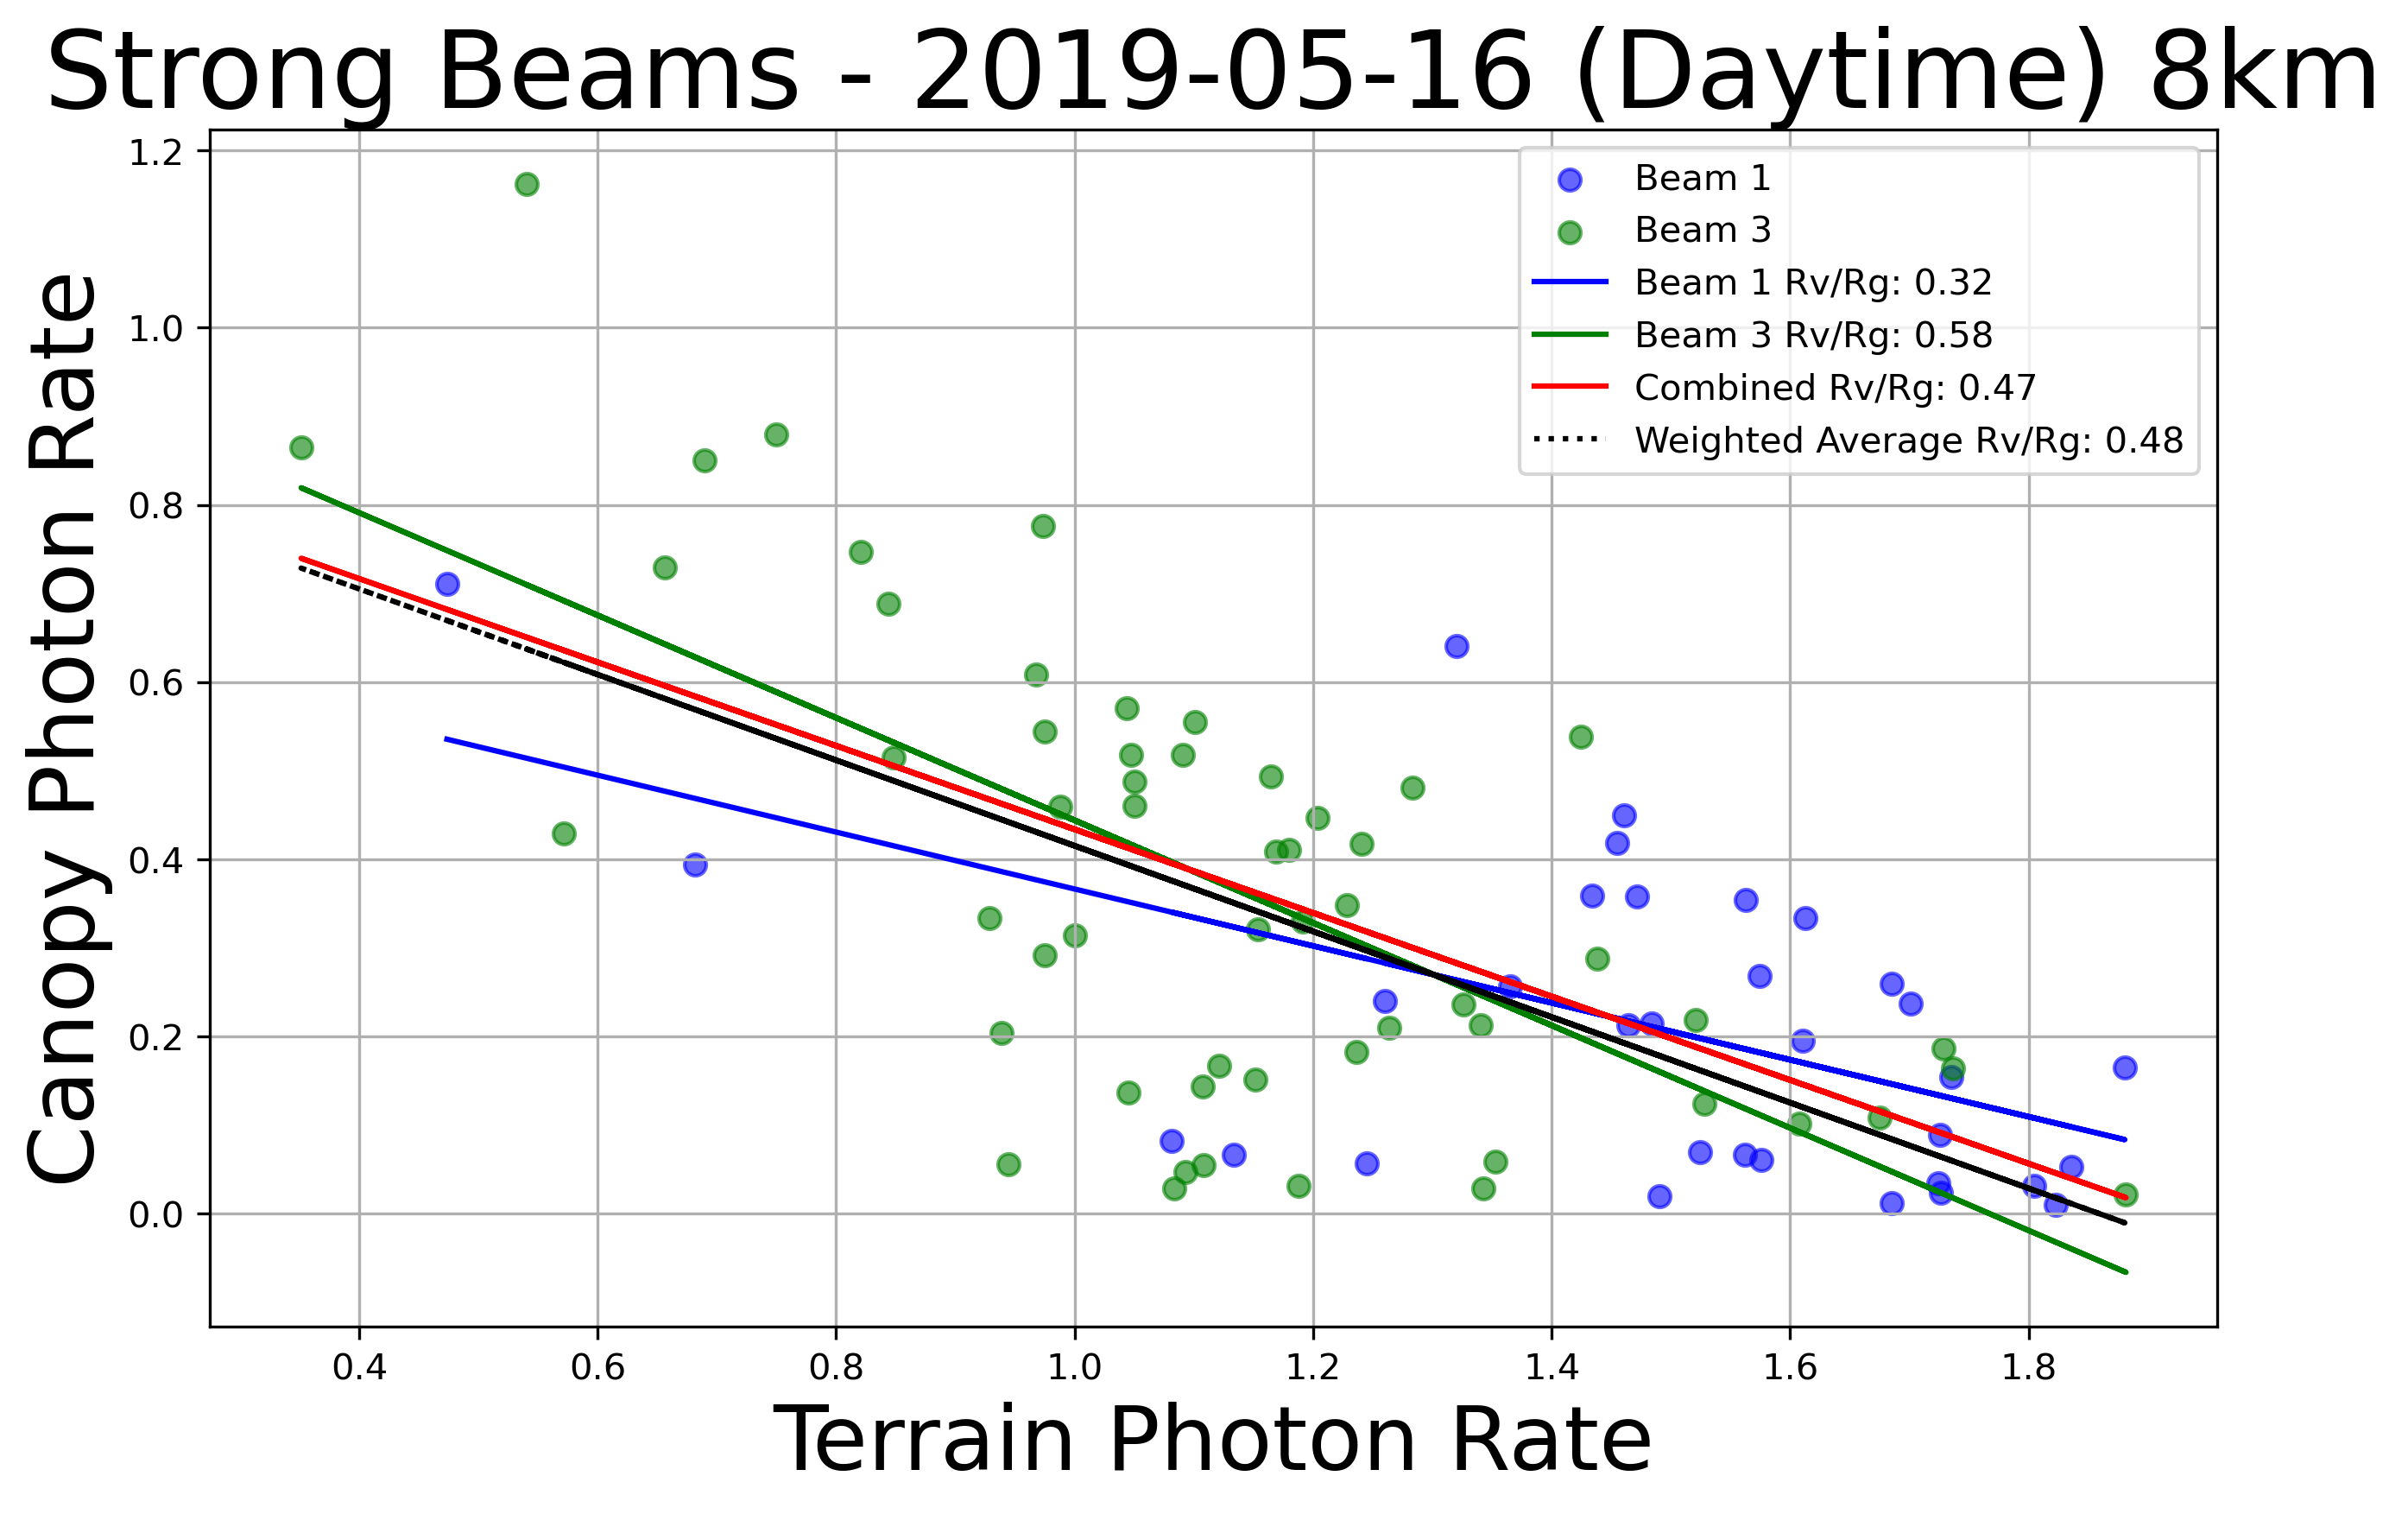 Strong Beams - 2019-05-16 (Daytime) 8km
Canopy Photon Rate
1.2
1.0
0.8
0.6
0.4
0.2
0.0
Beam 1
Beam 3
Beam 1 Rv/Rg: 0.32
Beam 3 Rv/Rg: 0.58
Combined Rv/Rg: 0.47
Weighted Average Rv/Rg: 0.48
0.4 0.6 0.8 1.0 1.2 1.4 1.6 1.8
Terrain Photon Rate